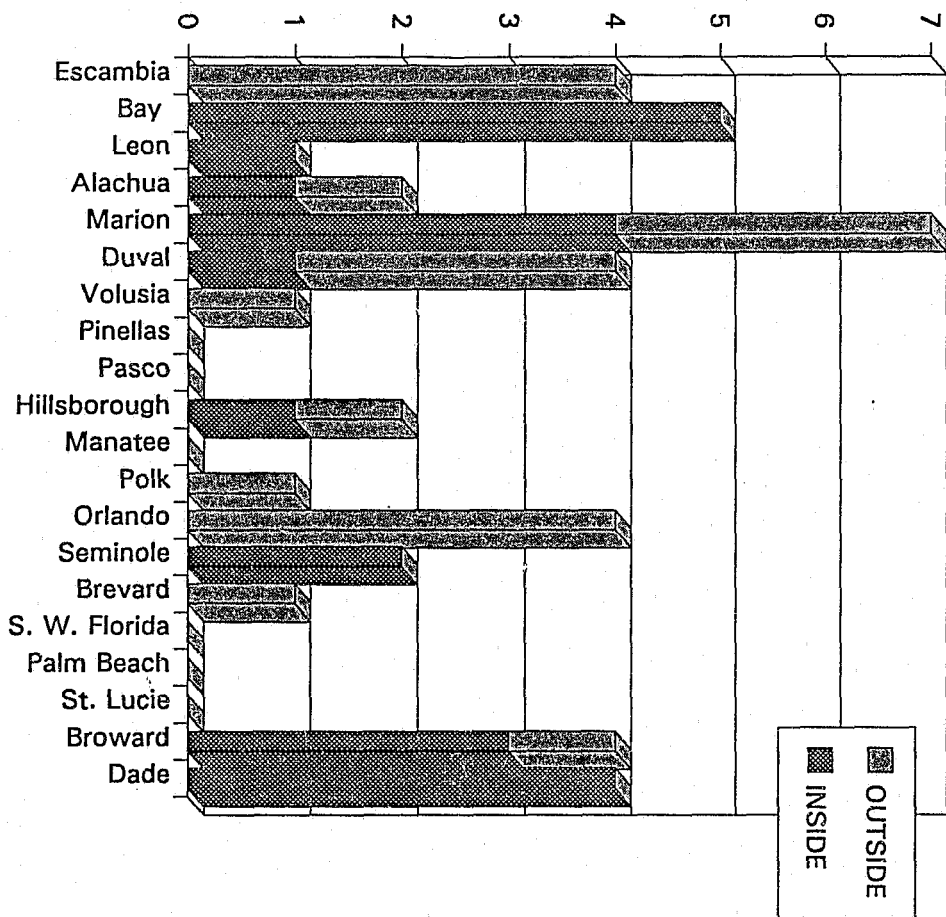 0
1
2
3
4
5
6
7
Escambia
Bay
Leon
Alachua
Marion
Duval
Volusia
Pinellas
Pasco
Hillsborough
Manatee
Polk
Orlando
Seminole
Brevard
S. W. Florida
Palm Beach
St. Lucie
Broward
Dade
OUTSIDE
INSIDE